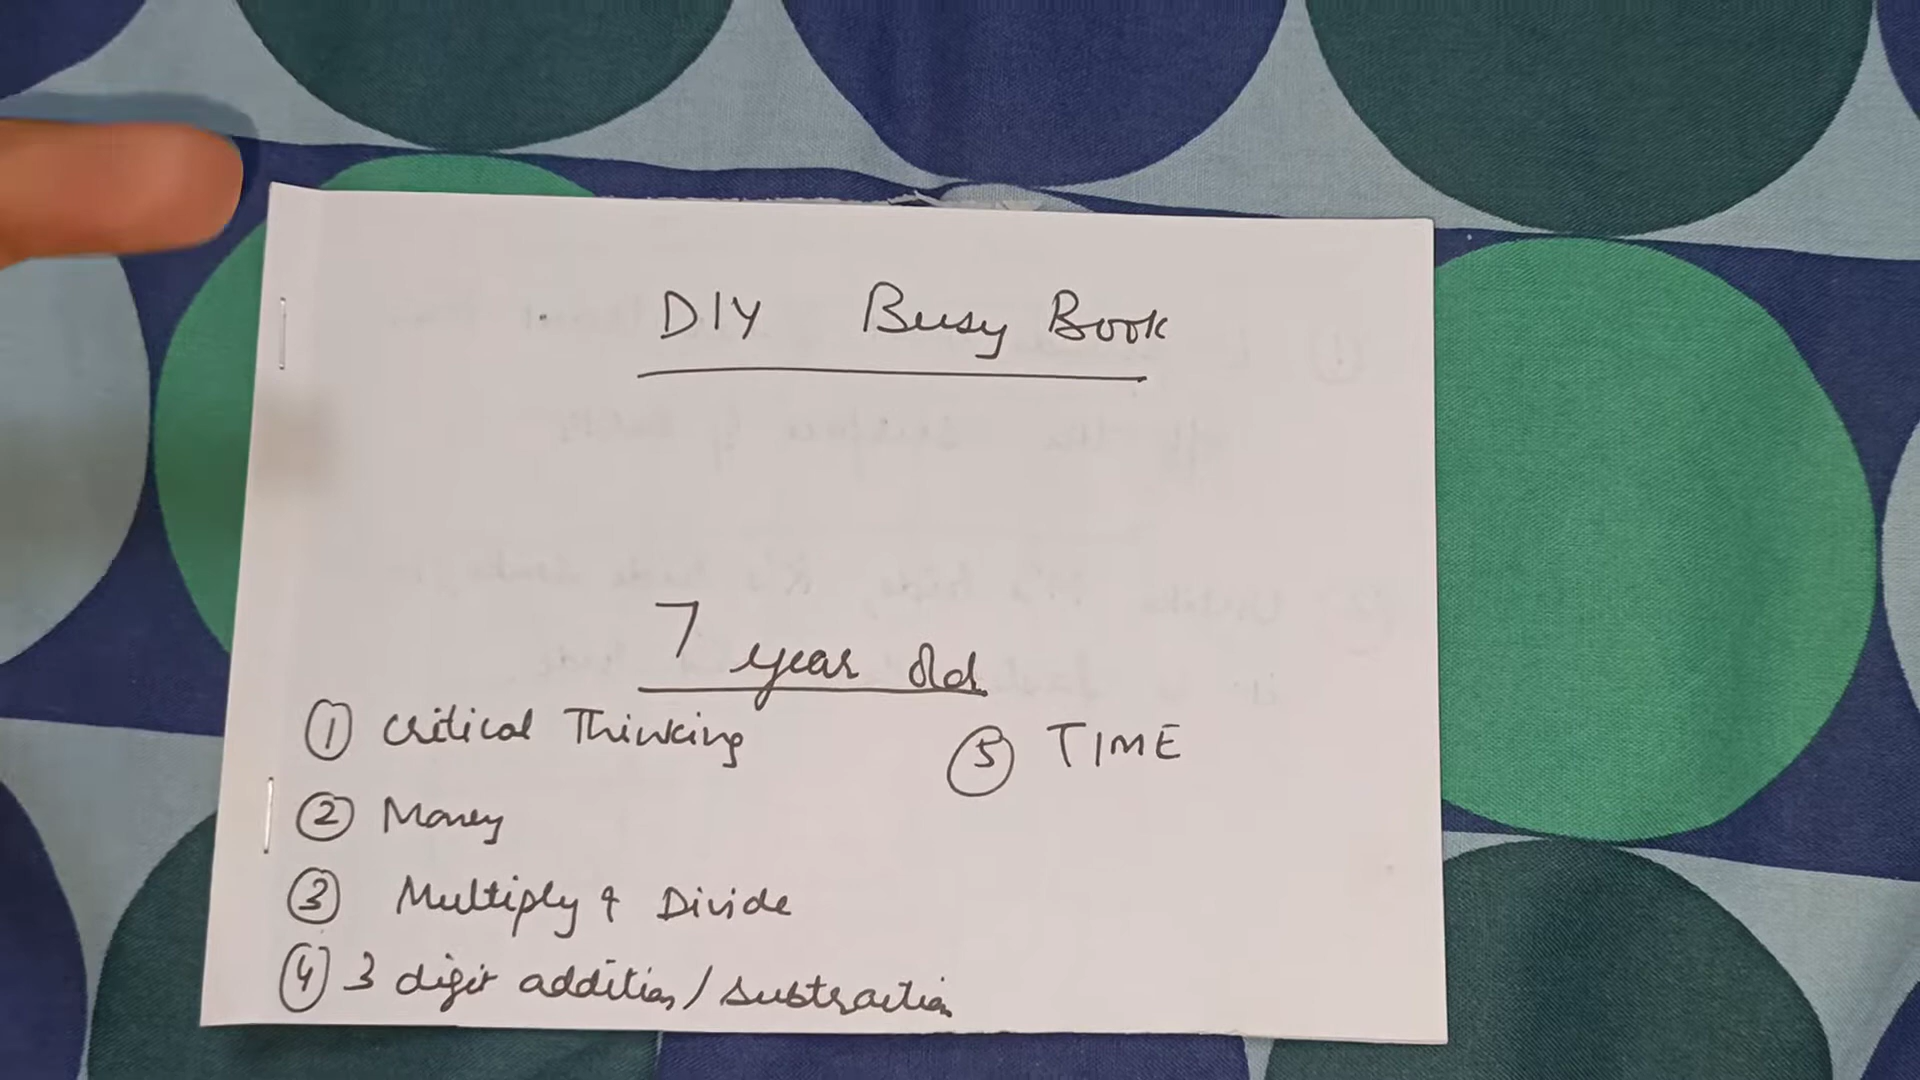 DIY Busy Book
7 year old
① Critical Thinking
② Money
③ Multiply & Divide
④ 3 digit addition/subtraction
⑤ TIME